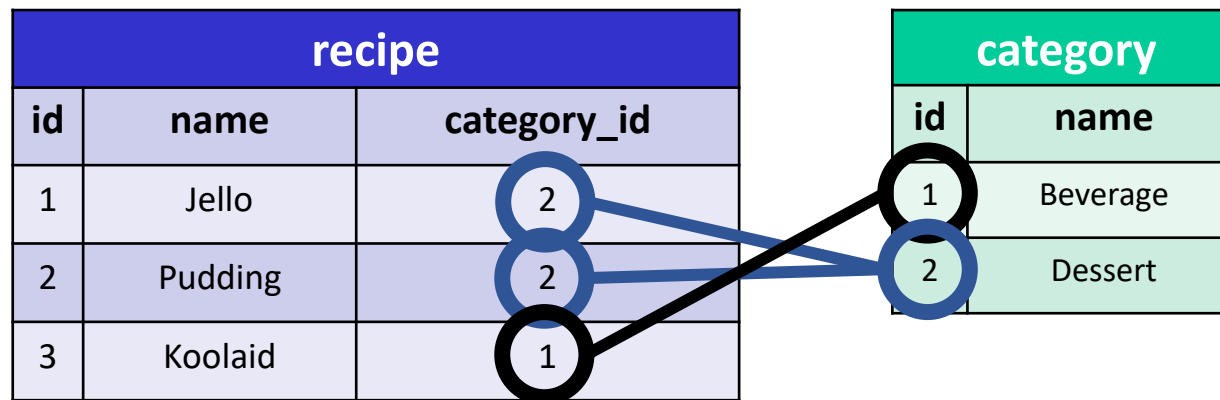 recipe
id name category_id
1 Jello 2
2 Pudding 2
3 Koolaid 1
category
id name
1 Beverage
2 Dessert